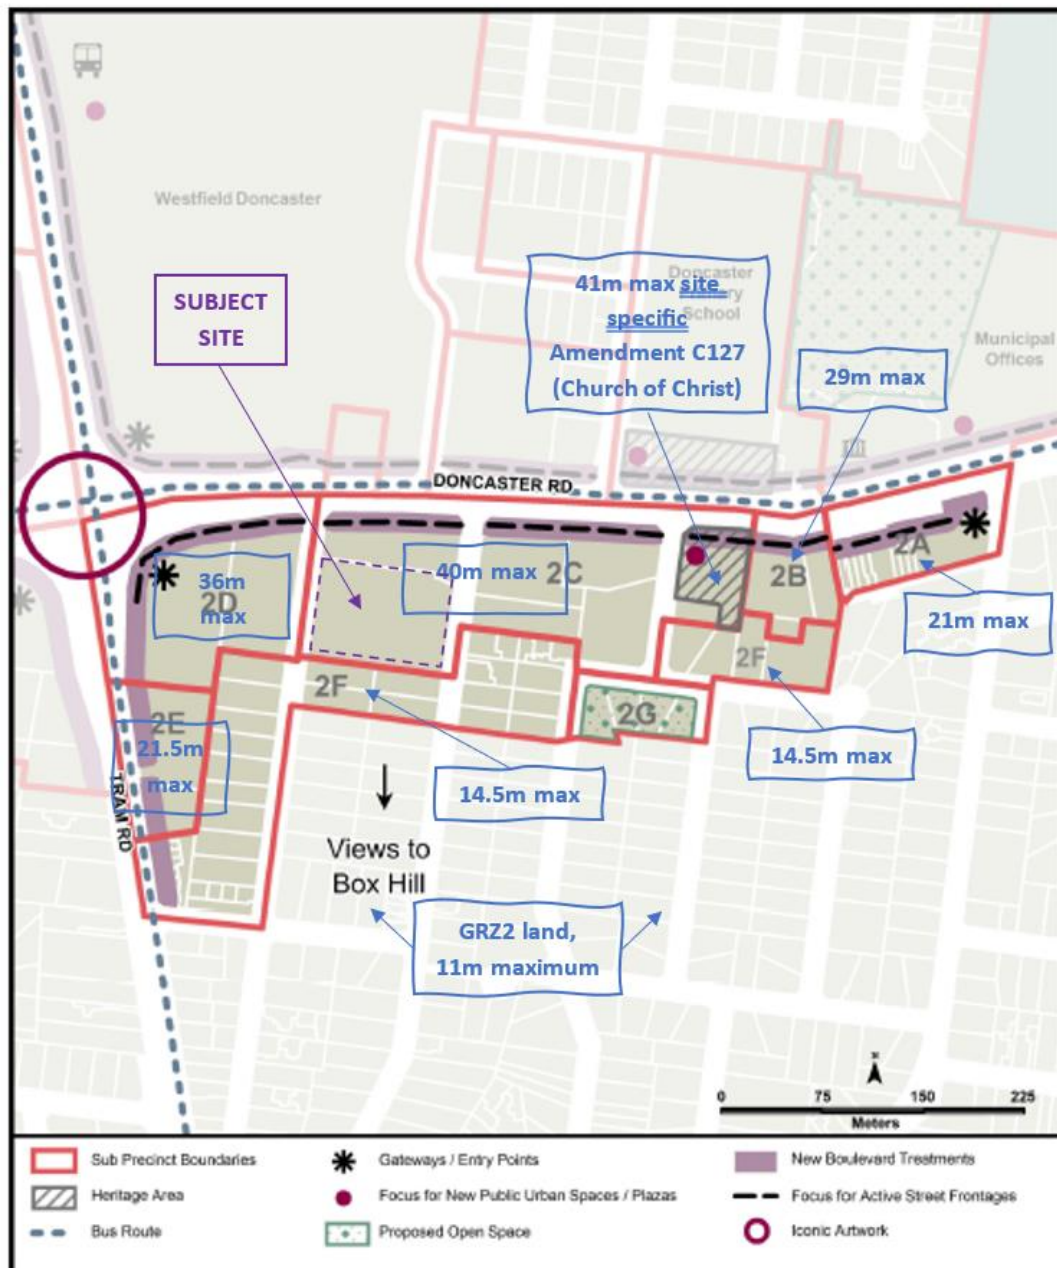 Westfield Doncaster
SUBJECT
SITE
41m max site
specific
Amendment C127
(Church of Christ)
Doncaster
Primary
School
Municipal
Offices
29m max
DONCASTER RD
36m
max
2D
40m max
2C
2B
2A
21m max
2F
2F
2G
2E
21.5m
max
TRAM RD
14.5m max
14.5m max
Views to
Box Hill
GRZ2 land,
11m maximum
N
0 75 150 225
Meters
Sub Precinct Boundaries
Gateways / Entry Points
New Boulevard Treatments
Heritage Area
Focus for New Public Urban Spaces / Plazas
Focus for Active Street Frontages
Bus Route
Proposed Open Space
Iconic Artwork